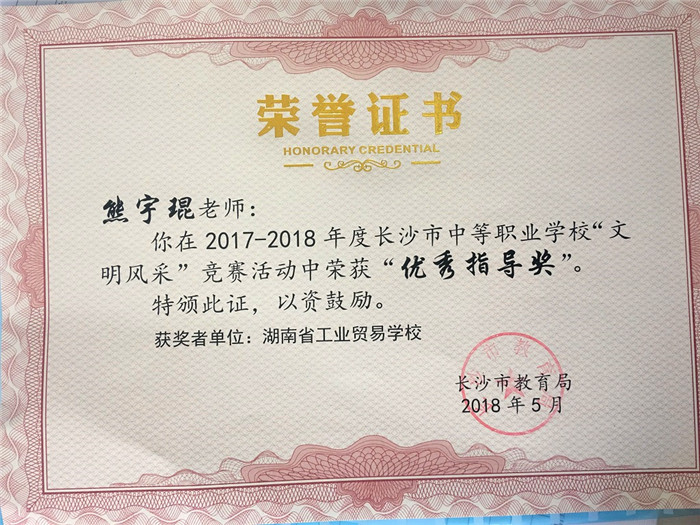 荣誉证书
HONORARY CREDENTIAL
熊宇琨老师：
你在2017-2018年度长沙市中等职业学校“文
明风采”竞赛活动中荣获“优秀指导奖”。
特颁此证，以资鼓励。
获奖者单位：湖南省工业贸易学校
长沙市教育局
2018年5月